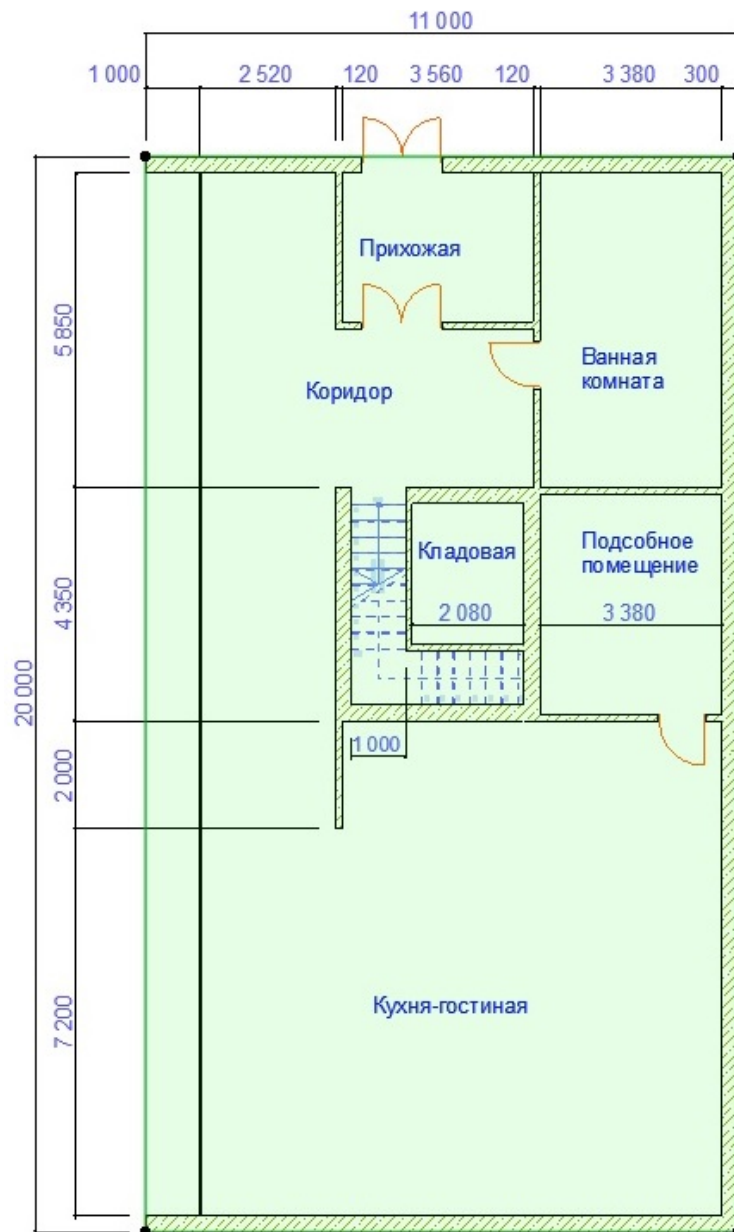 11 000
1 000
2 520
120
3 560
120
3 380
300
Прихожая
5 850
Ванная
комната
Коридор
Кладовая
Подсобное
помещение
4 350
2 080
3 380
20 000
1 000
2 000
Кухня-гостиная
7 200